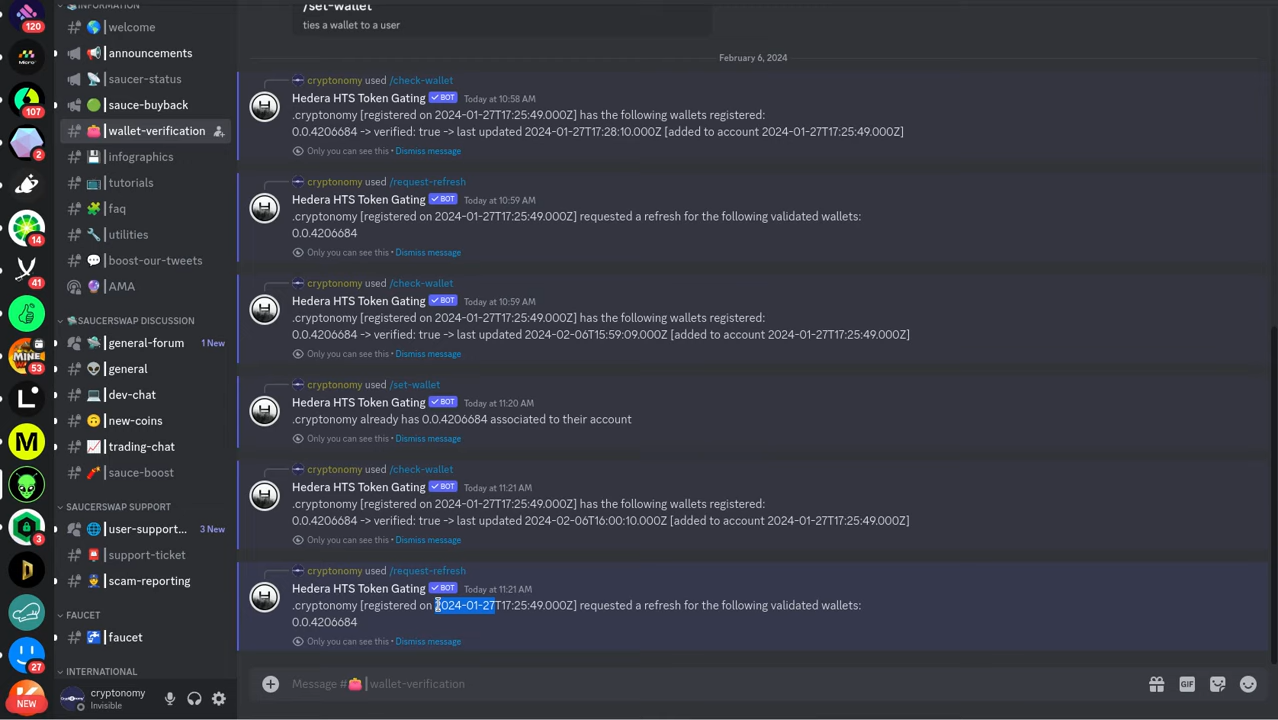 120
Micro
107
2
14
41
MINE
53
L
M
3
27
NEW
INFORMATION
welcome
announcements
saucer-status
sauce-buyback
wallet-verification
infographics
tutorials
faq
utilities
boost-our-tweets
AMA
SAUCERSWAP DISCUSSION
general-forum 1 New
general
dev-chat
new-coins
trading-chat
sauce-boost
SAUCERSWAP SUPPORT
user-support... 3 New
support-ticket
scam-reporting
FAUCET
faucet
INTERNATIONAL
cryptonomy
Invisible
/set-wallet
ties a wallet to a user
February 6, 2024
cryptonomy used /check-wallet
Hedera HTS Token Gating ✓ BOT Today at 10:58 AM
.cryptonomy [registered on 2024-01-27T17:25:49.000Z] has the following wallets registered:
0.0.4206684 -> verified: true -> last updated 2024-01-27T17:28:10.000Z [added to account 2024-01-27T17:25:49.000Z]
Only you can see this • Dismiss message
cryptonomy used /request-refresh
Hedera HTS Token Gating ✓ BOT Today at 10:59 AM
.cryptonomy [registered on 2024-01-27T17:25:49.000Z] requested a refresh for the following validated wallets:
0.0.4206684
Only you can see this • Dismiss message
cryptonomy used /check-wallet
Hedera HTS Token Gating ✓ BOT Today at 10:59 AM
.cryptonomy [registered on 2024-01-27T17:25:49.000Z] has the following wallets registered:
0.0.4206684 -> verified: true -> last updated 2024-02-06T15:59:09.000Z [added to account 2024-01-27T17:25:49.000Z]
Only you can see this • Dismiss message
cryptonomy used /set-wallet
Hedera HTS Token Gating ✓ BOT Today at 11:20 AM
.cryptonomy already has 0.0.4206684 associated to their account
Only you can see this • Dismiss message
cryptonomy used /check-wallet
Hedera HTS Token Gating ✓ BOT Today at 11:21 AM
.cryptonomy [registered on 2024-01-27T17:25:49.000Z] has the following wallets registered:
0.0.4206684 -> verified: true -> last updated 2024-02-06T16:00:10.000Z [added to account 2024-01-27T17:25:49.000Z]
Only you can see this • Dismiss message
cryptonomy used /request-refresh
Hedera HTS Token Gating ✓ BOT Today at 11:21 AM
.cryptonomy [registered on 2024-01-27T17:25:49.000Z] requested a refresh for the following validated wallets:
0.0.4206684
Only you can see this • Dismiss message
Message #👛|wallet-verification
GIF